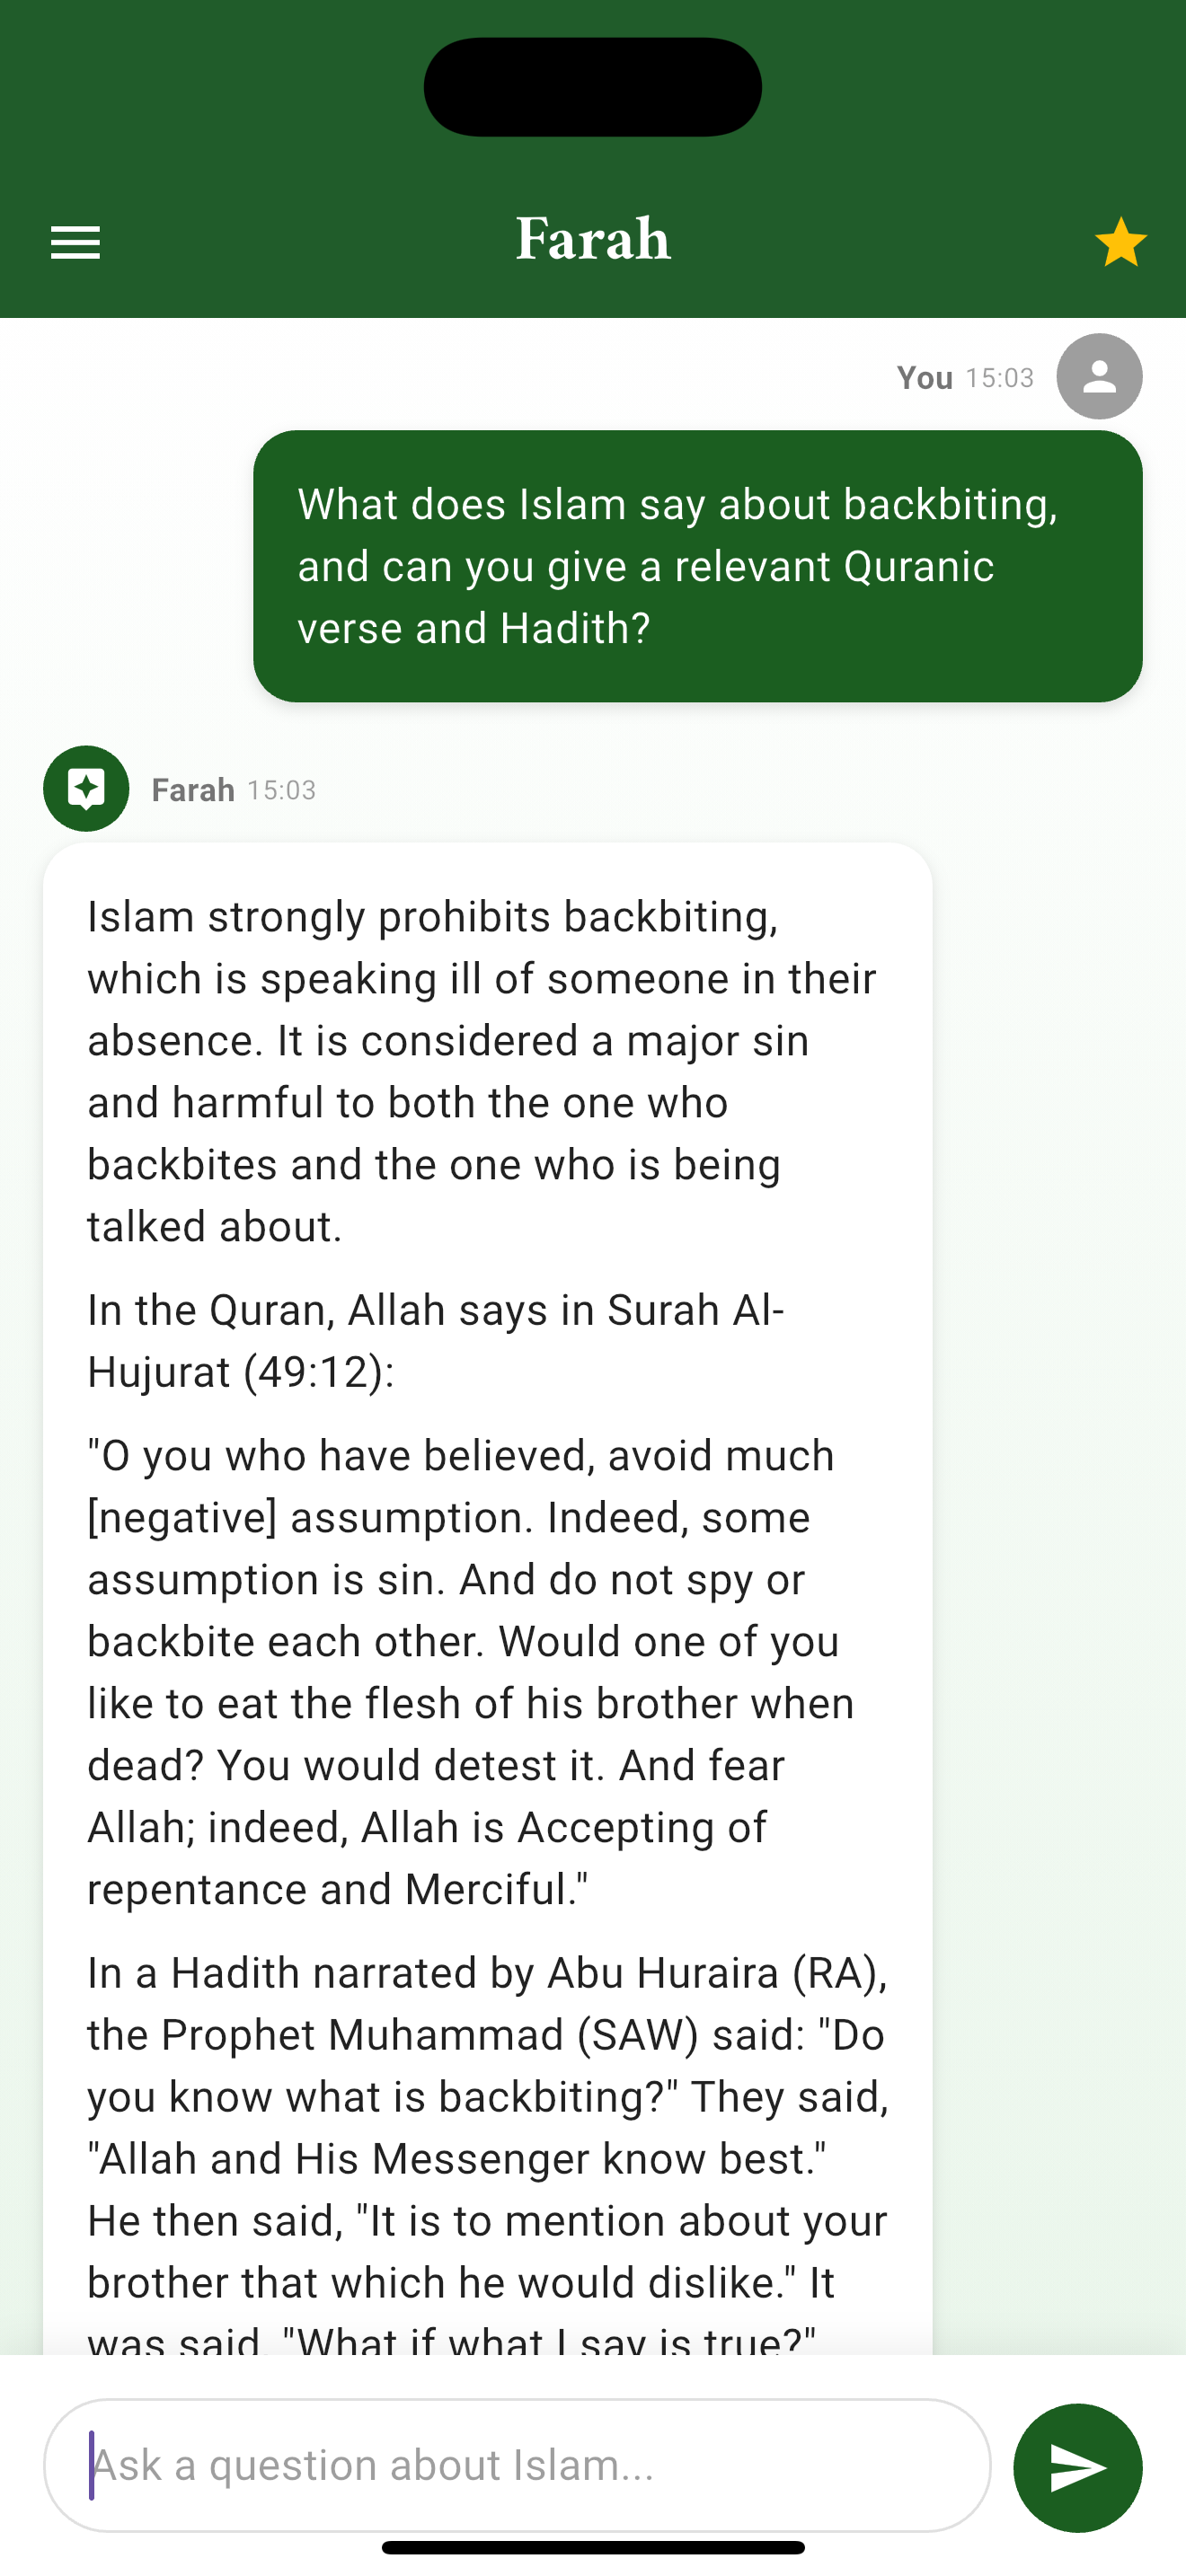 Farah
You 15:03
What does Islam say about backbiting,
and can you give a relevant Quranic
verse and Hadith?
Farah 15:03
Islam strongly prohibits backbiting,
which is speaking ill of someone in their
absence. It is considered a major sin
and harmful to both the one who
backbites and the one who is being
talked about.
In the Quran, Allah says in Surah Al-
Hujurat (49:12):
"O you who have believed, avoid much
[negative] assumption. Indeed, some
assumption is sin. And do not spy or
backbite each other. Would one of you
like to eat the flesh of his brother when
dead? You would detest it. And fear
Allah; indeed, Allah is Accepting of
repentance and Merciful."
In a Hadith narrated by Abu Huraira (RA),
the Prophet Muhammad (SAW) said: "Do
you know what is backbiting?" They said,
"Allah and His Messenger know best."
He then said, "It is to mention about your
brother that which he would dislike." It
was said, "What if what I say is true?"
Ask a question about Islam...